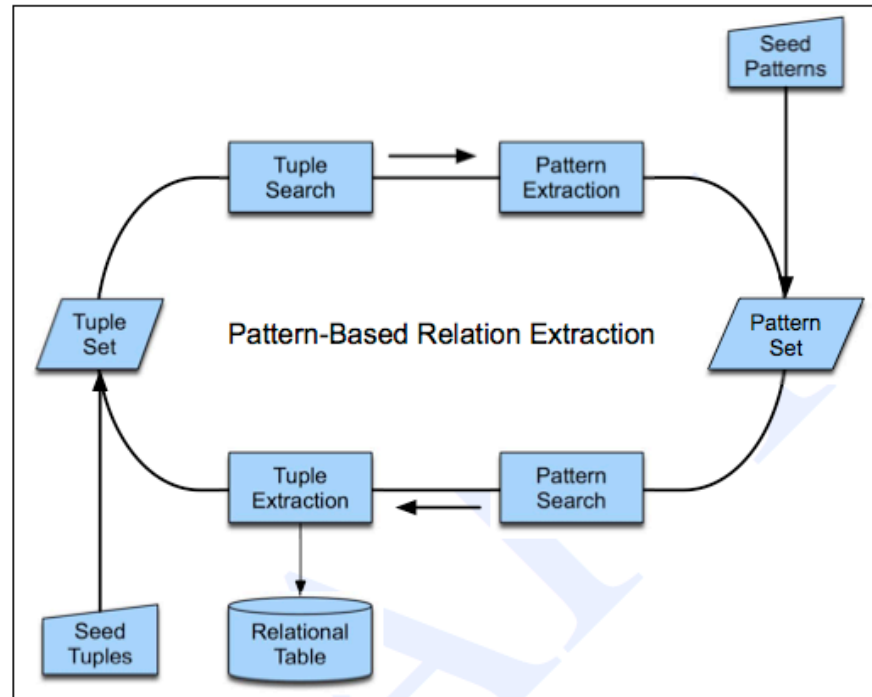 Seed
Patterns
Tuple
Search
Pattern
Extraction
Tuple
Set
Pattern-Based Relation Extraction
Pattern
Set
Tuple
Extraction
Pattern
Search
Seed
Tuples
Relational
Table